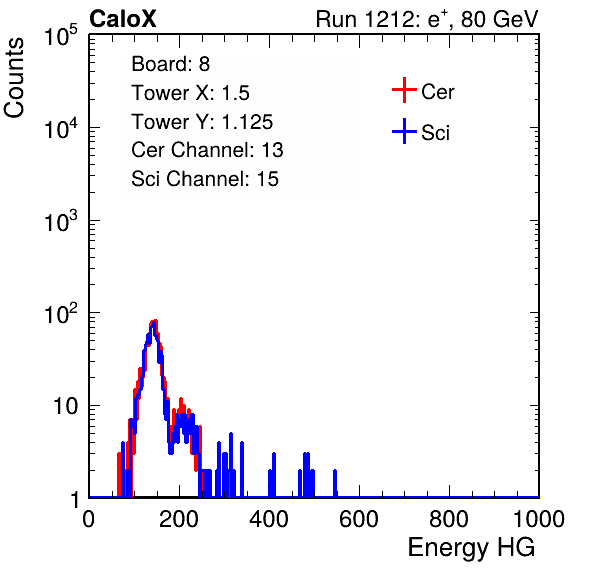 CaloX Run 1212: e⁺, 80 GeV
Counts
10⁵
10⁴
10³
10²
10
1
Board: 8
Tower X: 1.5
Tower Y: 1.125
Cer Channel: 13
Sci Channel: 15
Cer
Sci
0 200 400 600 800 1000
Energy HG